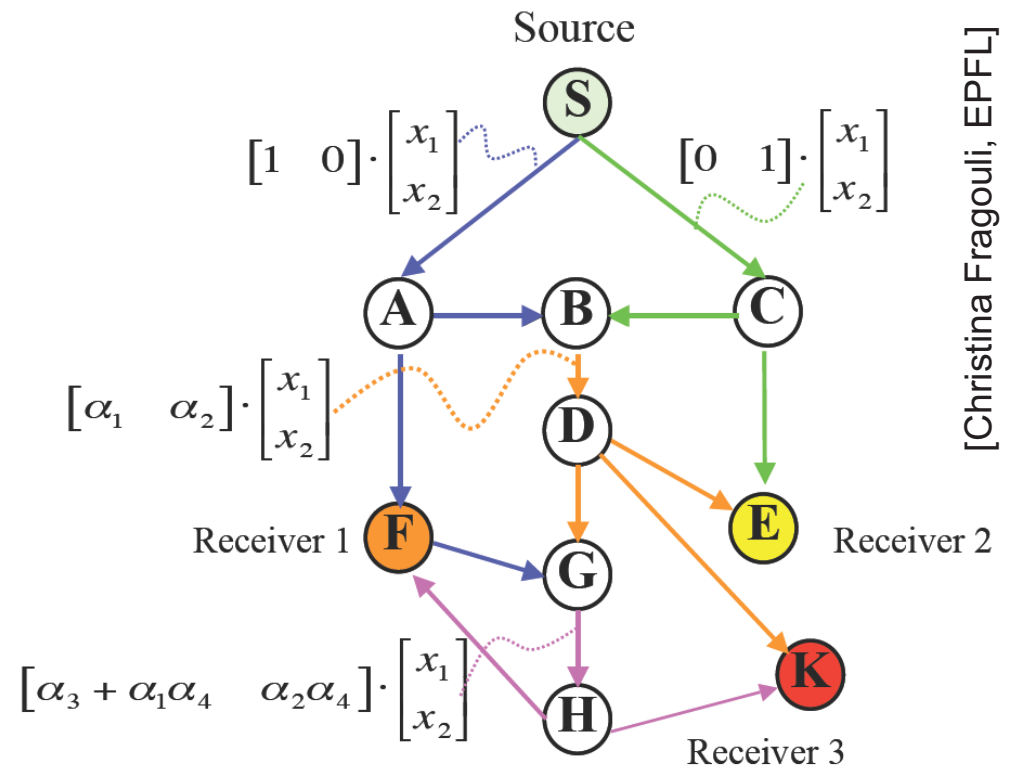 Source
S
[1 0]·[x₁ x₂]
[0 1]·[x₁ x₂]
[Christina Fragouli, EPFL]
A
B
C
[α₁ α₂]·[x₁ x₂]
D
Receiver 1
F
E
Receiver 2
G
[α₃ + α₁α₄ α₂α₄]·[x₁ x₂]
K
H
Receiver 3